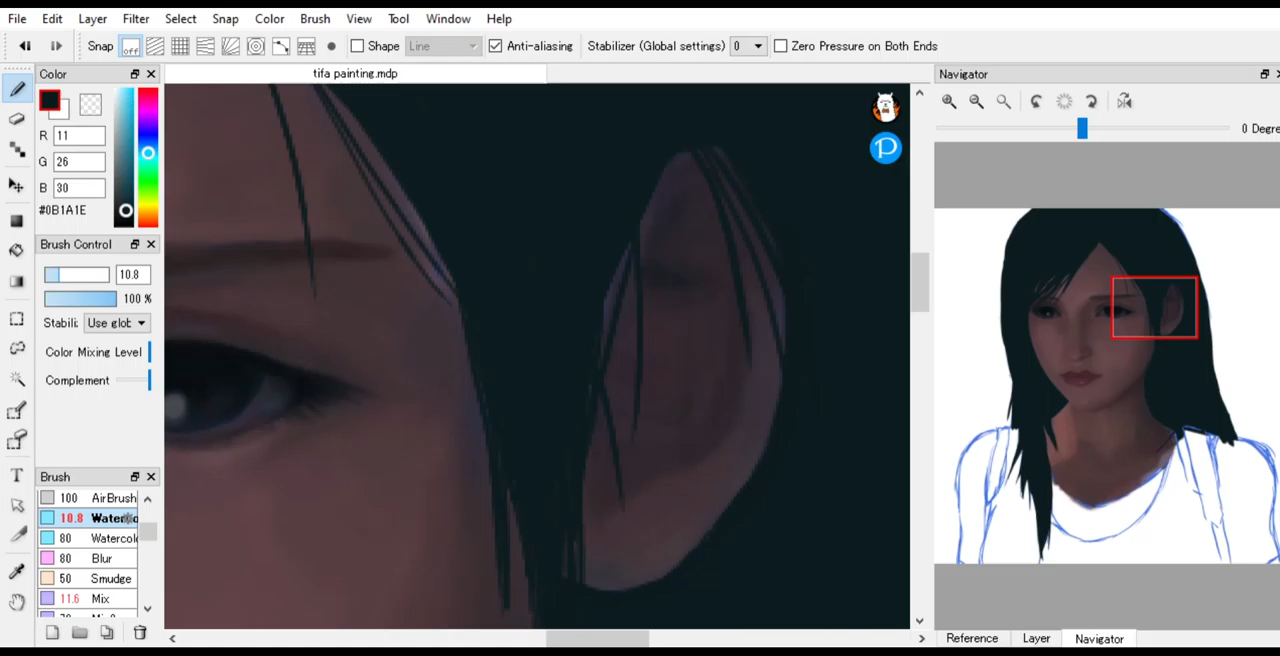 File Edit Layer Filter Select Snap Color Brush View Tool Window Help
Snap off Shape Line Anti-aliasing Stabilizer (Global settings) 0 Zero Pressure on Both Ends
Color
tifa painting.mdp
Navigator
R 11
G 26
B 30
#0B1A1E
0 Degre
Brush Control
10.8
100 %
Stabili Use glob
Color Mixing Level
Complement
Brush
100 AirBrush
10.8 Waterco
80 Watercol
80 Blur
50 Smudge
11.6 Mix
T
P
Reference Layer Navigator